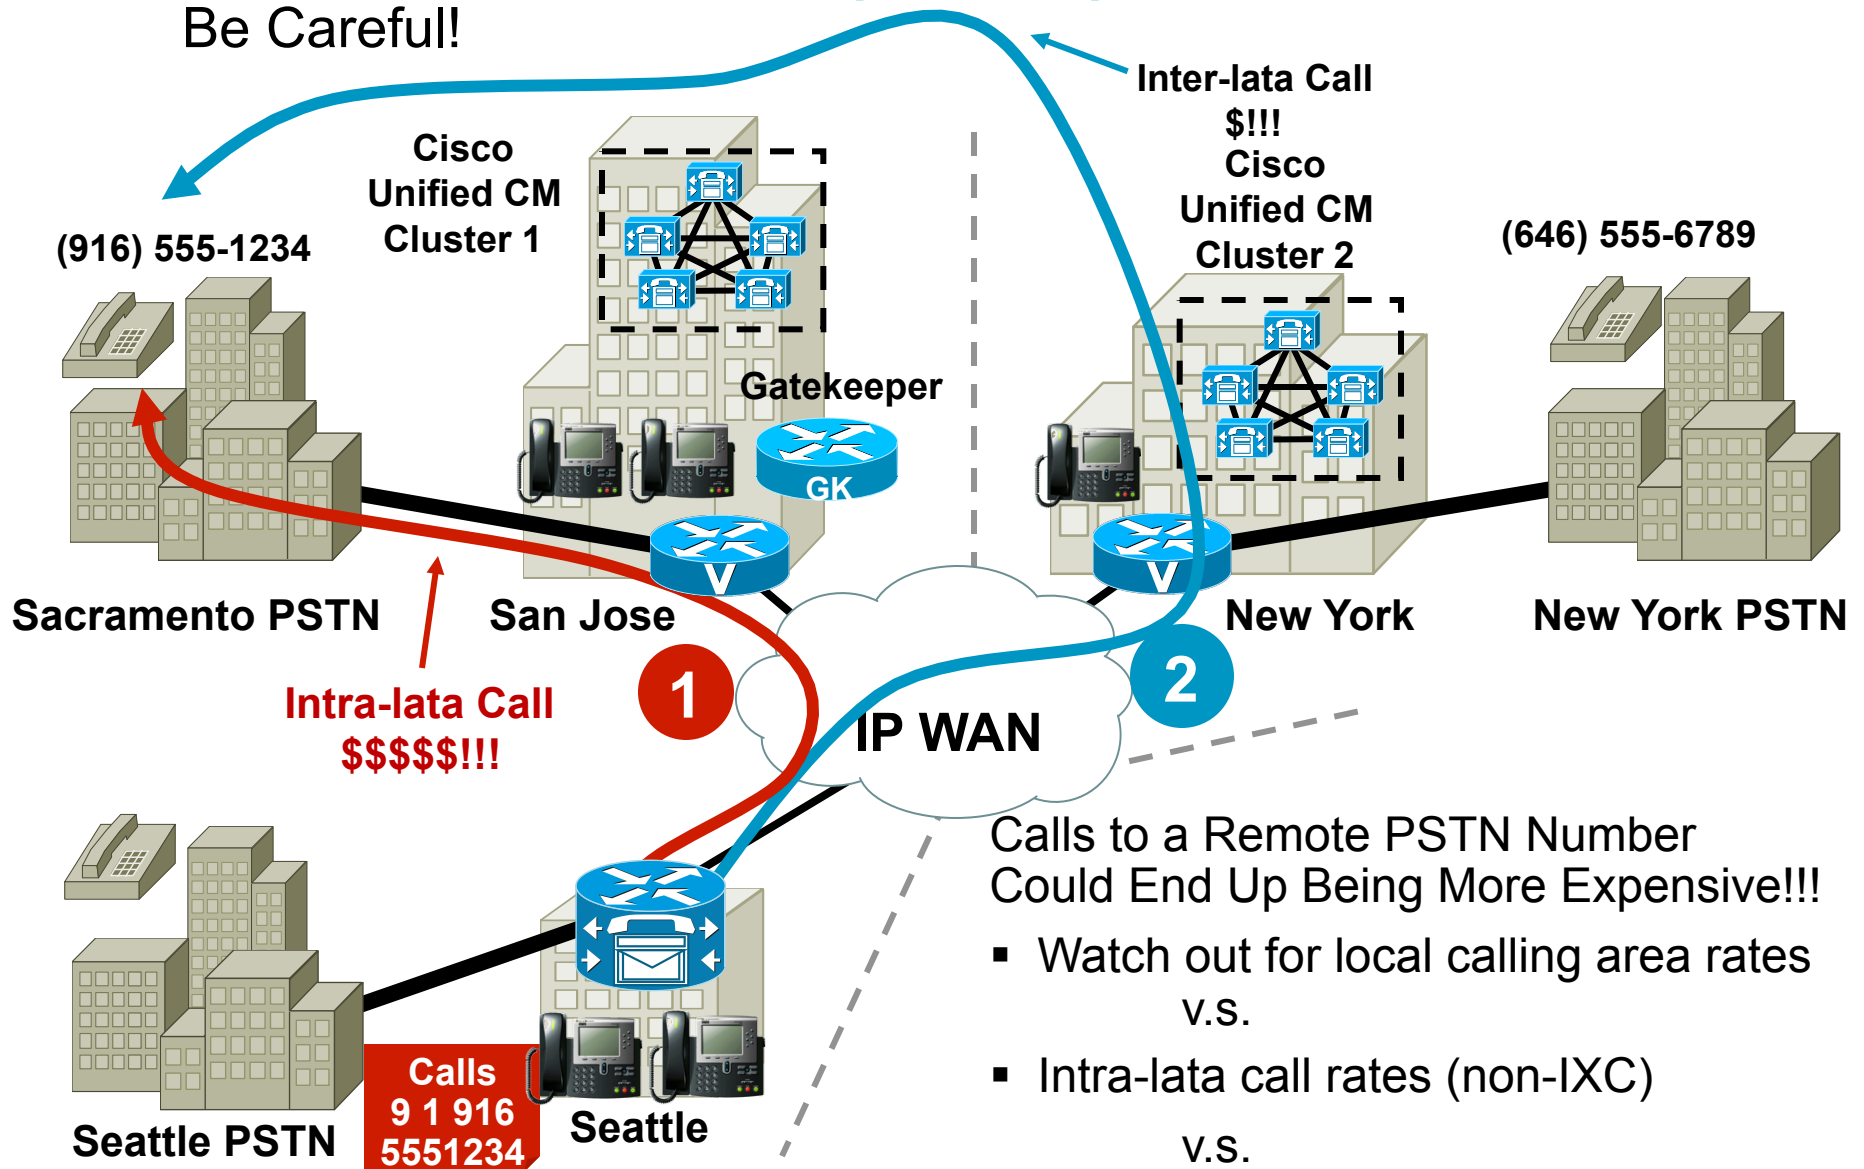 Be Careful!
Inter-lata Call
$!!!
Cisco
Unified CM
Cluster 1
Cisco
Unified CM
Cluster 2
(916) 555-1234
(646) 555-6789
Gatekeeper
GK
V
V
Sacramento PSTN
San Jose
New York
New York PSTN
1
2
Intra-lata Call
$$$$$!!!
IP WAN
Calls to a Remote PSTN Number
Could End Up Being More Expensive!!!
▪ Watch out for local calling area rates
v.s.
▪ Intra-lata call rates (non-IXC)
v.s.
Calls
9 1 916
5551234
Seattle PSTN
Seattle